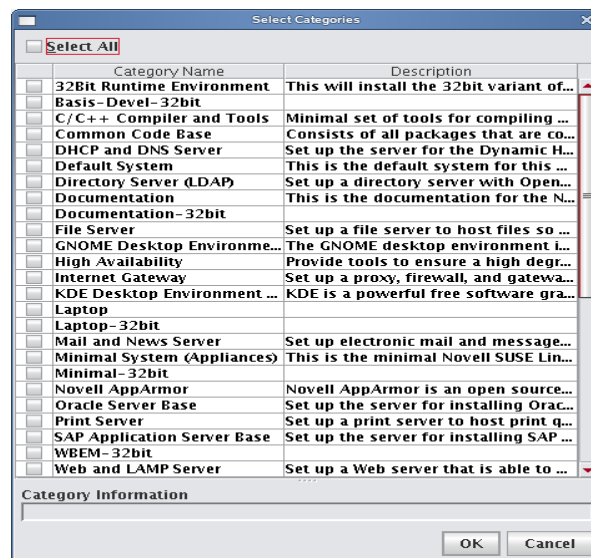 Select Categories
Select All
Category Name Description
32Bit Runtime Environment This will install the 32bit variant of...
Basis-Devel-32bit
C/C++ Compiler and Tools Minimal set of tools for compiling ...
Common Code Base Consists of all packages that are co...
DHCP and DNS Server Set up the server for the Dynamic H...
Default System This is the default system for this ...
Directory Server (LDAP) Set up a directory server with Open...
Documentation This is the documentation for the N...
Documentation-32bit
File Server Set up a file server to host files so ...
GNOME Desktop Environme... The GNOME desktop environment i...
High Availability Provide tools to ensure a high degr...
Internet Gateway Set up a proxy, firewall, and gatewa...
KDE Desktop Environment ... KDE is a powerful free software gra...
Laptop
Laptop-32bit
Mail and News Server Set up electronic mail and message...
Minimal System (Appliances) This is the minimal Novell SUSE Lin...
Minimal-32bit
Novell AppArmor Novell AppArmor is an open source...
Oracle Server Base Set up the server for installing Orac...
Print Server Set up a print server to host print q...
SAP Application Server Base Set up the server for installing SAP ...
WBEM-32bit
Web and LAMP Server Set up a Web server that is able to ...
Category Information
OK Cancel